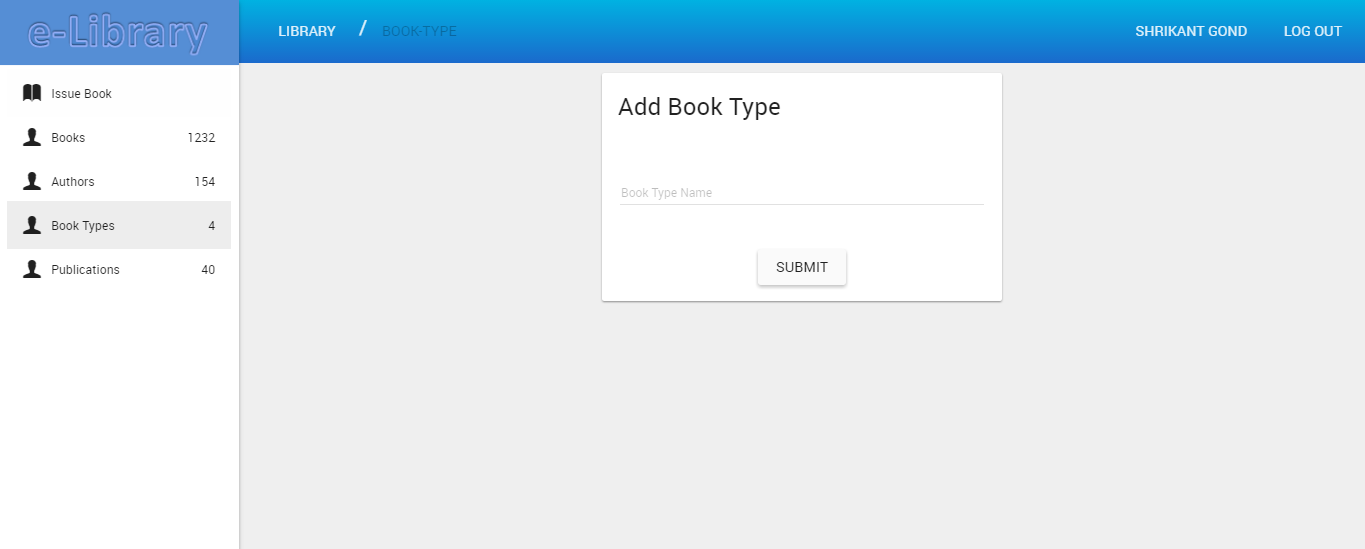 e-Library
LIBRARY / BOOK-TYPE SHRIKANT GOND LOG OUT
Issue Book
Books 1232
Authors 154
Book Types 4
Publications 40
Add Book Type
Book Type Name
SUBMIT